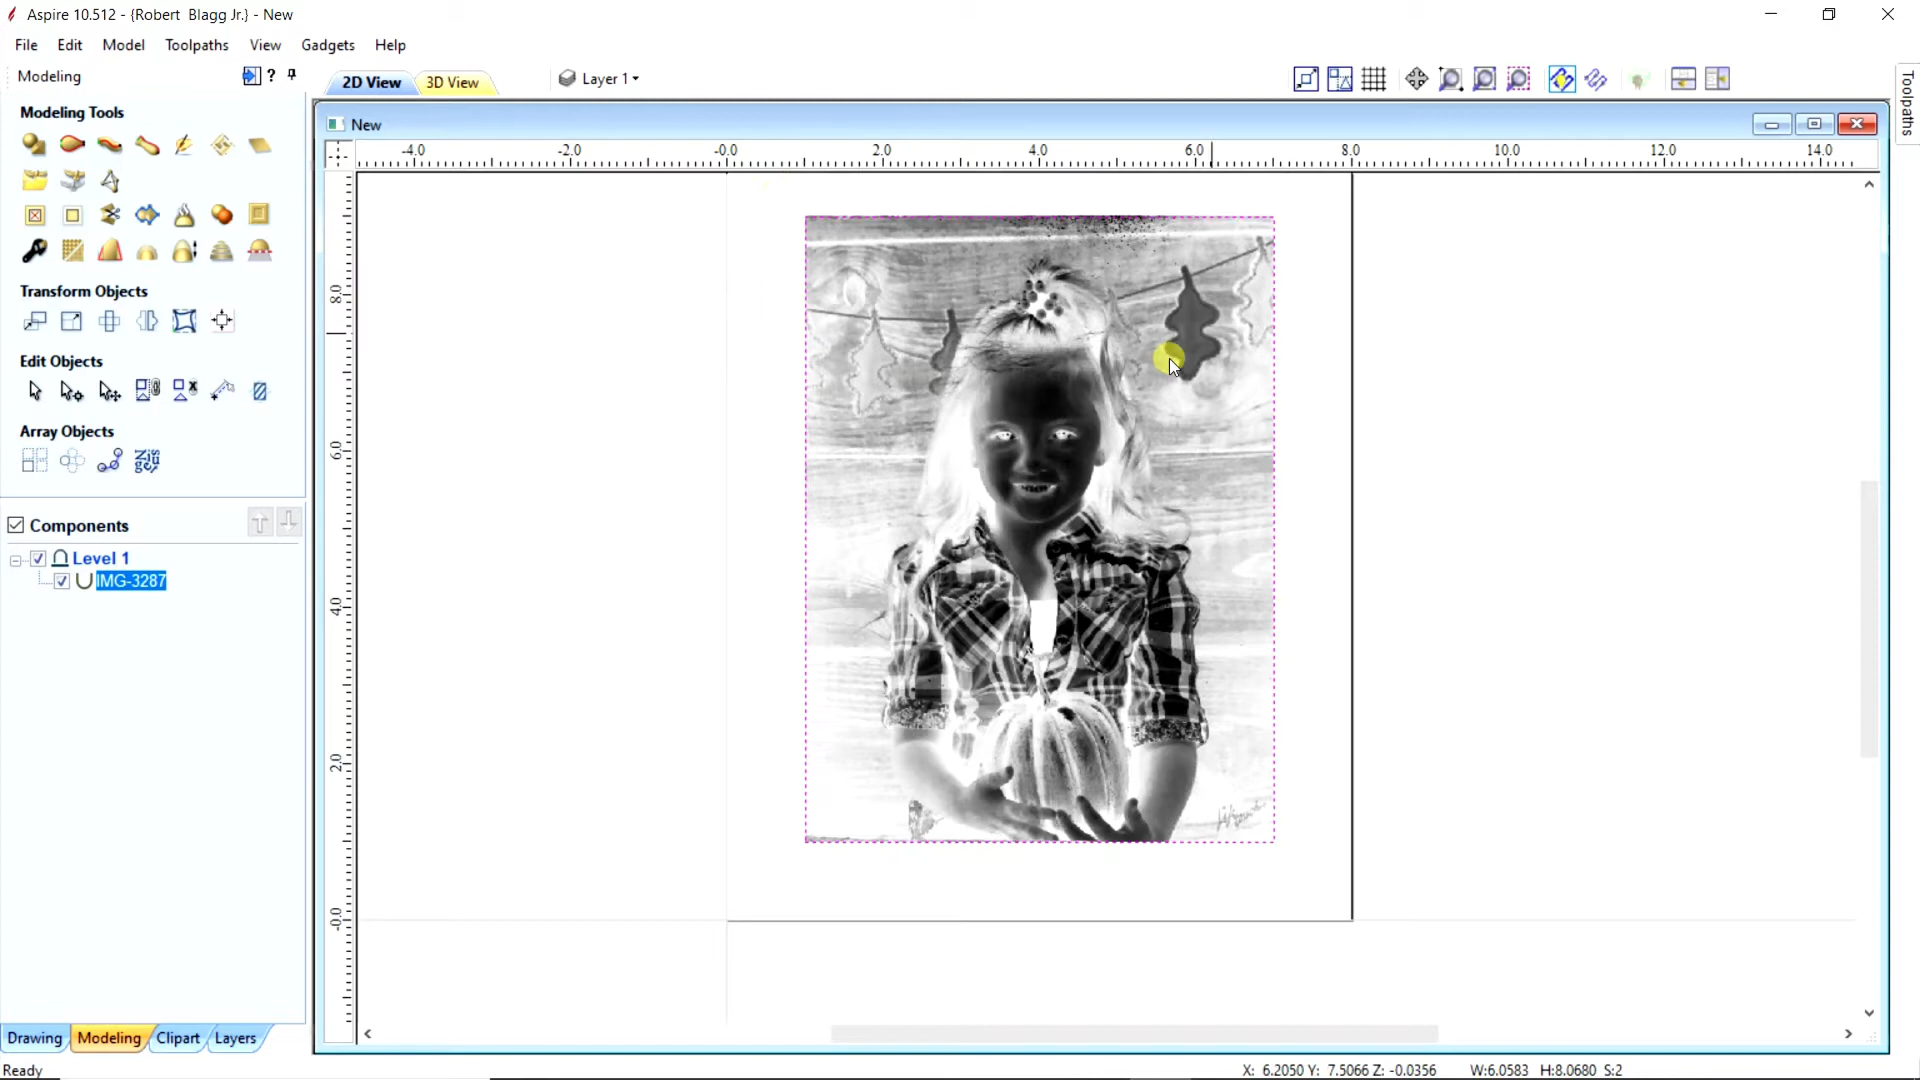 Aspire 10.512 - {Robert Blagg Jr.} - New
File Edit Model Toolpaths View Gadgets Help
Modeling ?
2D View 3D View Layer 1
Toolpaths
Modeling Tools
New
-4.0 -2.0 -0.0 2.0 4.0 6.0 8.0 10.0 12.0 14.0
8.0
6.0
4.0
2.0
-0.0
Transform Objects
Edit Objects
Array Objects
Components
Level 1
IMG-3287
Drawing Modeling Clipart Layers
Ready
X: 6.2050 Y: 7.5066 Z: -0.0356 W:6.0583 H:8.0680 S:2